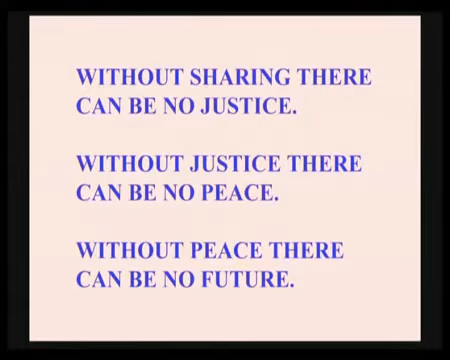 WITHOUT SHARING THERE
CAN BE NO JUSTICE.
WITHOUT JUSTICE THERE
CAN BE NO PEACE.
WITHOUT PEACE THERE
CAN BE NO FUTURE.